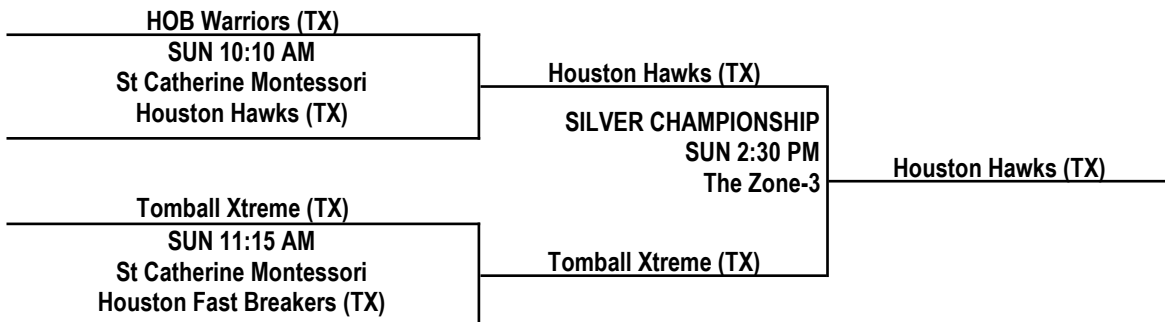 HOB Warriors (TX)
SUN 10:10 AM
St Catherine Montessori
Houston Hawks (TX)
Houston Hawks (TX)
SILVER CHAMPIONSHIP
SUN 2:30 PM
The Zone-3
Houston Hawks (TX)
Tomball Xtreme (TX)
SUN 11:15 AM
St Catherine Montessori
Houston Fast Breakers (TX)
Tomball Xtreme (TX)